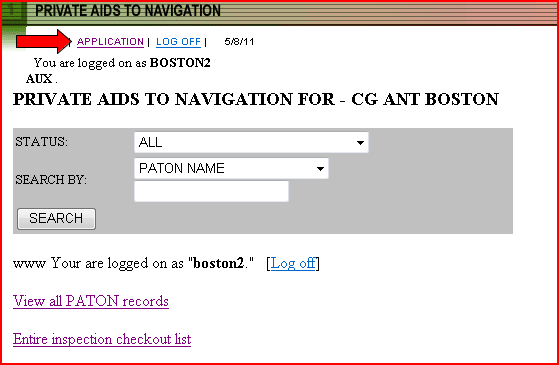 PRIVATE AIDS TO NAVIGATION
| APPLICATION | LOG OFF | 5/8/11
You are logged on as BOSTON2
AUX .
PRIVATE AIDS TO NAVIGATION FOR - CG ANT BOSTON
STATUS: ALL
SEARCH BY: PATON NAME
SEARCH
www Your are logged on as "boston2." [Log off]
View all PATON records
Entire inspection checkout list